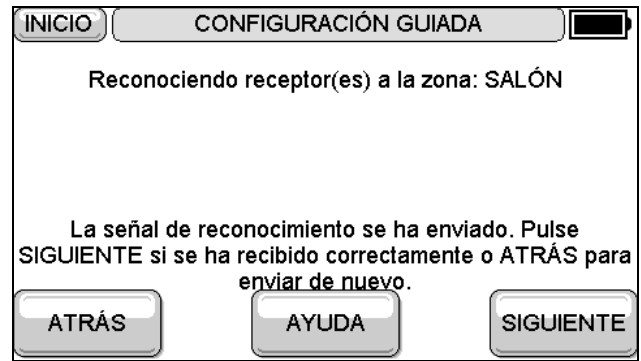 INICIO CONFIGURACIÓN GUIADA
Reconociendo receptor(es) a la zona: SALÓN
La señal de reconocimiento se ha enviado. Pulse
SIGUIENTE si se ha recibido correctamente o ATRÁS para
enviar de nuevo.
ATRÁS AYUDA SIGUIENTE